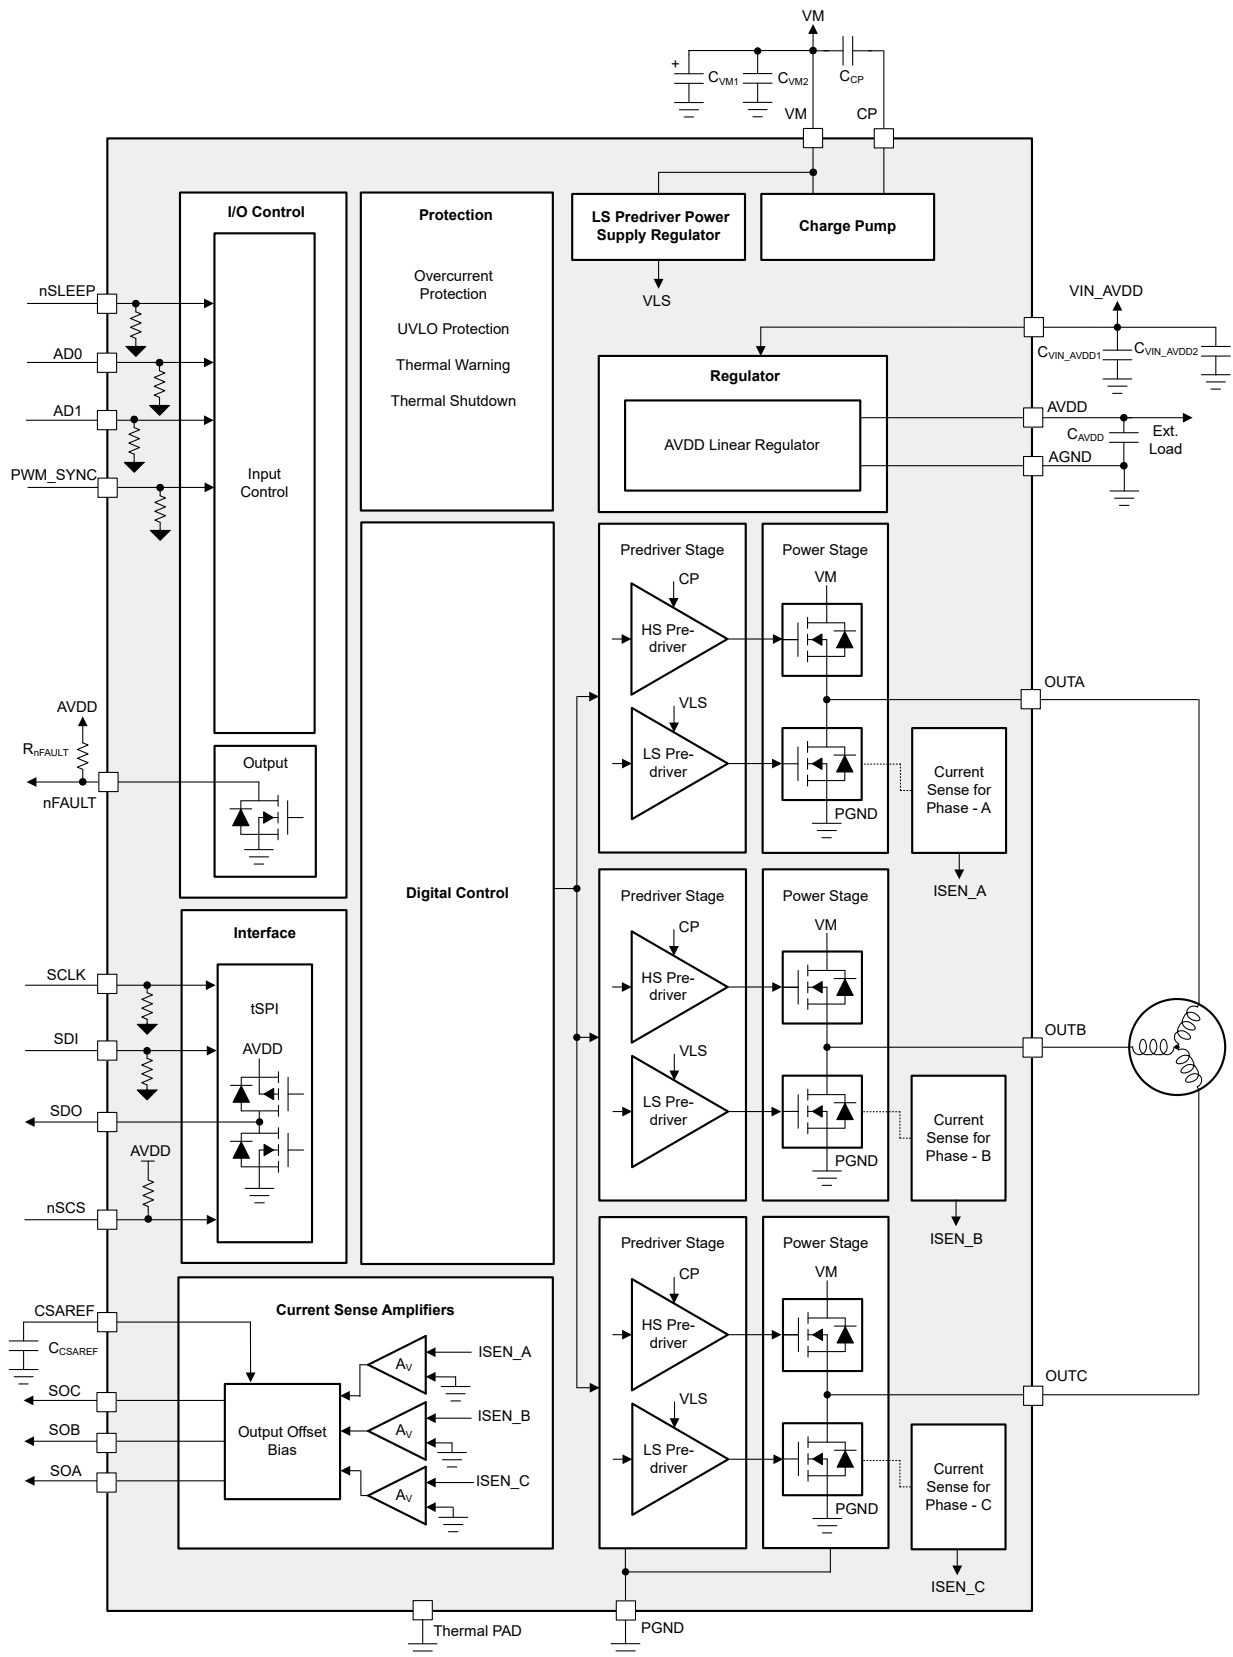 VM
+
CVM1
CVM2
CCP
VM
CP
I/O Control
Input
Control
nSLEEP
AD0
AD1
PWM_SYNC
AVDD
RnFAULT
nFAULT
Output
Protection
Overcurrent
Protection
UVLO Protection
Thermal Warning
Thermal Shutdown
LS Predriver Power
Supply Regulator
VLS
Charge Pump
VIN_AVDD
CVIN_AVDD1
CVIN_AVDD2
Regulator
AVDD Linear Regulator
AVDD
CAVDD
Ext.
Load
AGND
Digital Control
Predriver Stage
CP
HS Pre-
driver
VLS
LS Pre-
driver
Power Stage
VM
PGND
OUTA
Current
Sense for
Phase - A
ISEN_A
Predriver Stage
CP
HS Pre-
driver
VLS
LS Pre-
driver
Power Stage
VM
PGND
OUTB
Current
Sense for
Phase - B
ISEN_B
Predriver Stage
CP
HS Pre-
driver
VLS
LS Pre-
driver
Power Stage
VM
PGND
OUTC
Current
Sense for
Phase - C
ISEN_C
Interface
tSPI
AVDD
SCLK
SDI
SDO
AVDD
nSCS
Current Sense Amplifiers
CSAREF
CCSAREF
SOC
SOB
SOA
Output Offset
Bias
AV
ISEN_A
AV
ISEN_B
AV
ISEN_C
Thermal PAD
PGND